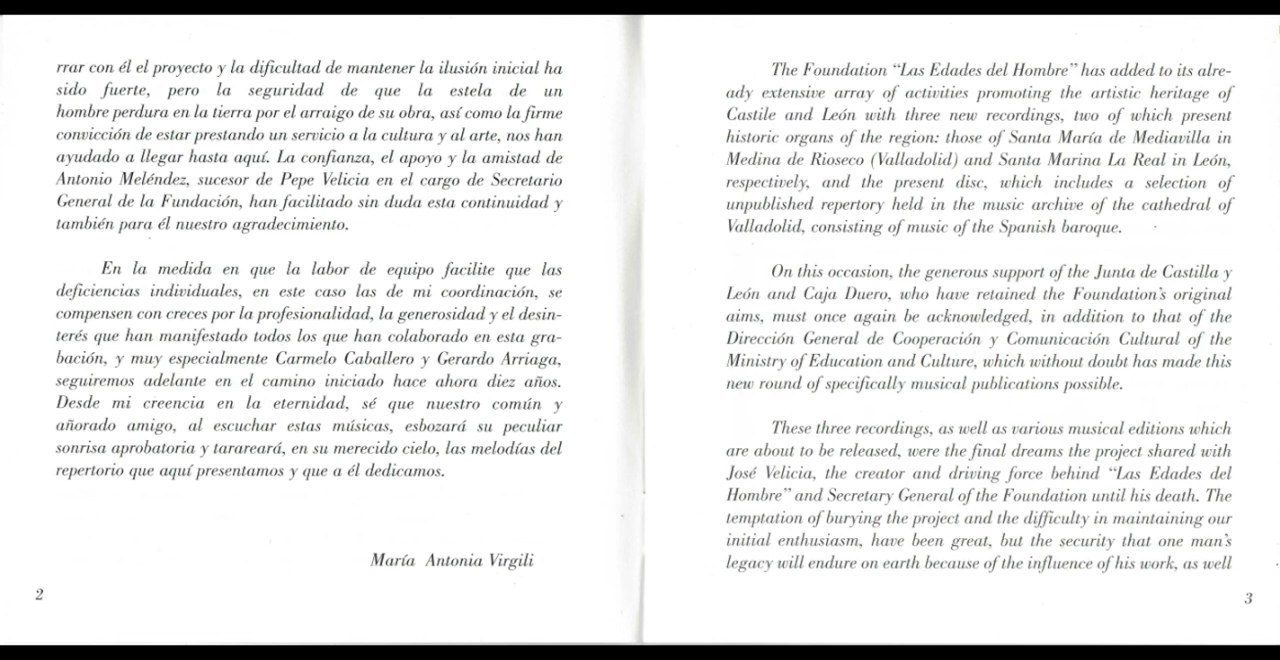 rrar con él el proyecto y la dificultad de mantener la ilusión inicial ha
sido fuerte, pero la seguridad de que la estela de un
hombre perdura en la tierra por el arraigo de su obra, así como la firme
convicción de estar prestando un servicio a la cultura y al arte, nos han
ayudado a llegar hasta aquí. La confianza, el apoyo y la amistad de
Antonio Meléndez, sucesor de Pepe Velicia en el cargo de Secretario
General de la Fundación, han facilitado sin duda esta continuidad y
también para él nuestro agradecimiento.
En la medida en que la labor de equipo facilite que las
deficiencias individuales, en este caso las de mi coordinación, se
compensen con creces por la profesionalidad, la generosidad y el desin-
terés que han manifestado todos los que han colaborado en esta gra-
bación, y muy especialmente Carmelo Caballero y Gerardo Arriaga,
seguiremos adelante en el camino iniciado hace ahora diez años.
Desde mi creencia en la eternidad, sé que nuestro común y
añorado amigo, al escuchar estas músicas, esbozará su peculiar
sonrisa aprobatoria y tarareará, en su merecido cielo, las melodías del
repertorio que aquí presentamos y que a él dedicamos.
María Antonia Virgili
2
The Foundation “Las Edades del Hombre” has added to its alre-
ady extensive array of activities promoting the artistic heritage of
Castile and León with three new recordings, two of which present
historic organs of the region: those of Santa María de Mediavilla in
Medina de Rioseco (Valladolid) and Santa Marina La Real in León,
respectively, and the present disc, which includes a selection of
unpublished repertory held in the music archive of the cathedral of
Valladolid, consisting of music of the Spanish baroque.
On this occasion, the generous support of the Junta de Castilla y
León and Caja Duero, who have retained the Foundation's original
aims, must once again be acknowledged, in addition to that of the
Dirección General de Cooperación y Comunicación Cultural of the
Ministry of Education and Culture, which without doubt has made this
new round of specifically musical publications possible.
These three recordings, as well as various musical editions which
are about to be released, were the final dreams the project shared with
José Velicia, the creator and driving force behind “Las Edades del
Hombre” and Secretary General of the Foundation until his death. The
temptation of burying the project and the difficulty in maintaining our
initial enthusiasm, have been great, but the security that one man's
legacy will endure on earth because of the influence of his work, as well
3